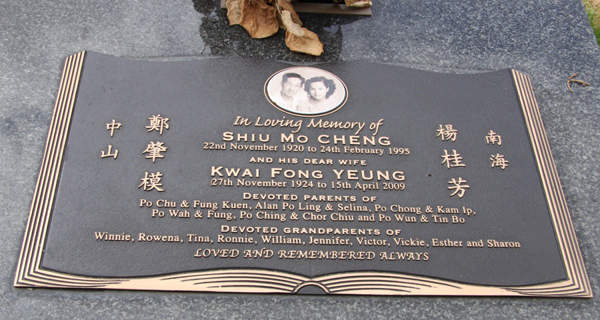 中山
鄭肇模
In Loving Memory of
SHIU MO CHENG
22nd November 1920 to 24th February 1995
AND HIS DEAR WIFE
KWAI FONG YEUNG
27th November 1924 to 15th April 2009
DEVOTED PARENTS OF
Po Chu & Fung Kuen, Alan Po Ling & Selina, Po Chong & Kam Ip,
Po Wah & Fung, Po Ching & Chor Chiu and Po Wun & Tin Bo
DEVOTED GRANDPARENTS OF
Winnie, Rowena, Tina, Ronnie, William, Jennifer, Victor, Vickie, Esther and Sharon
LOVED AND REMEMBERED ALWAYS
楊桂芳
南海